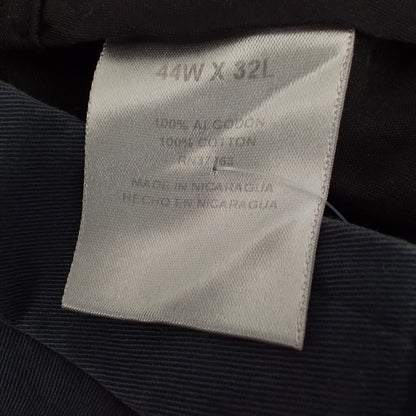 44W X 32L
100% ALGODON
100% COTTON
MADE IN NICARAGUA
HECHO EN NICARAGUA